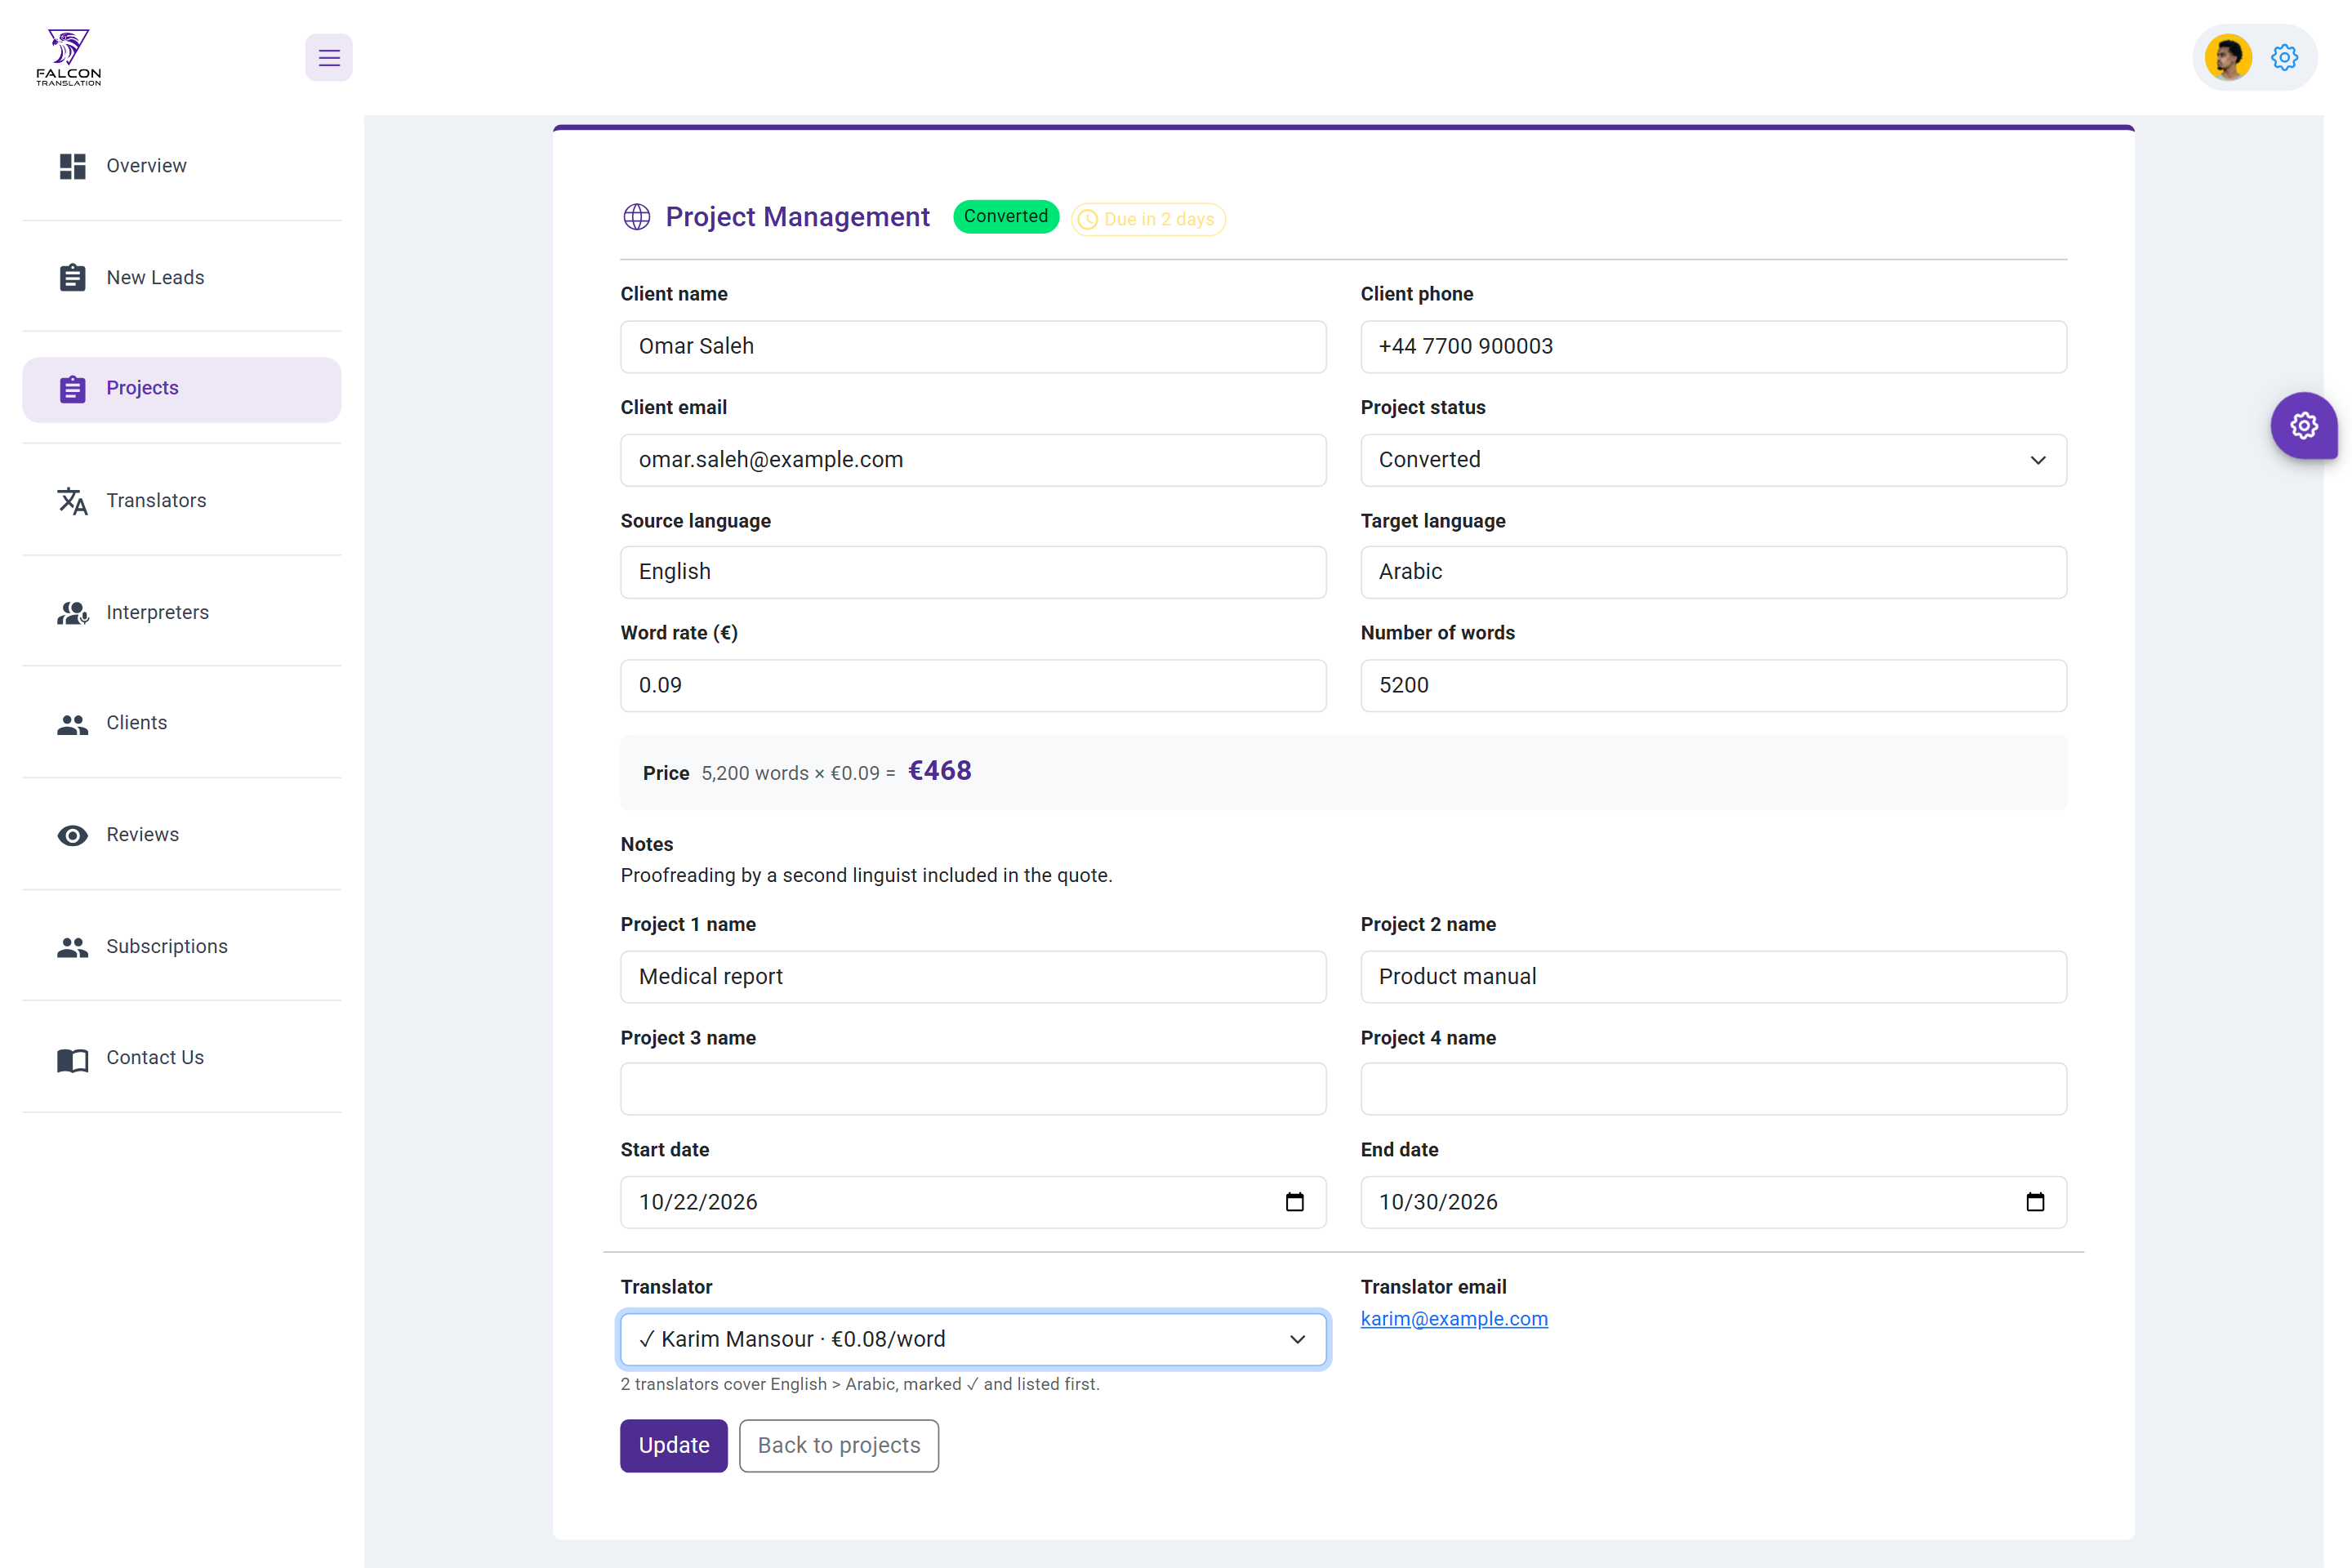 FALCON
TRANSLATION
Overview
New Leads
Projects
Translators
Interpreters
Clients
Reviews
Subscriptions
Contact Us
Project Management
Converted
Due in 2 days
Client name
Client phone
Omar Saleh
+44 7700 900003
Client email
Project status
omar.saleh@example.com
Converted
Source language
Target language
English
Arabic
Word rate (€)
Number of words
0.09
5200
Price 5,200 words × €0.09 = €468
Notes
Proofreading by a second linguist included in the quote.
Project 1 name
Project 2 name
Medical report
Product manual
Project 3 name
Project 4 name
Start date
End date
10/22/2026
10/30/2026
Translator
Translator email
✓ Karim Mansour · €0.08/word
karim@example.com
2 translators cover English > Arabic, marked ✓ and listed first.
Update
Back to projects